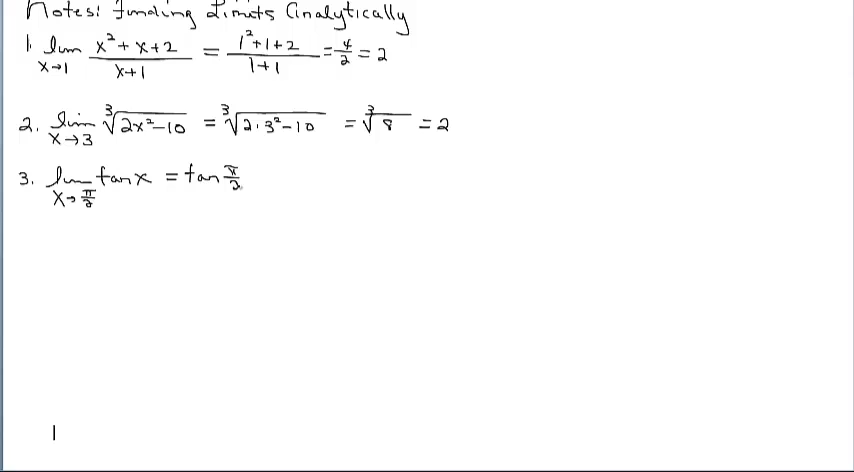 Notes: Finding Limits Analytically
1. lim x→1 x²+x+2 / x+1 = 1²+1+2 / 1+1 = 4/2 = 2
2. lim x→3 ∛(2x²-10) = ∛(2·3²-10) = ∛8 = 2
3. lim x→π/2 tan x = tan π/2